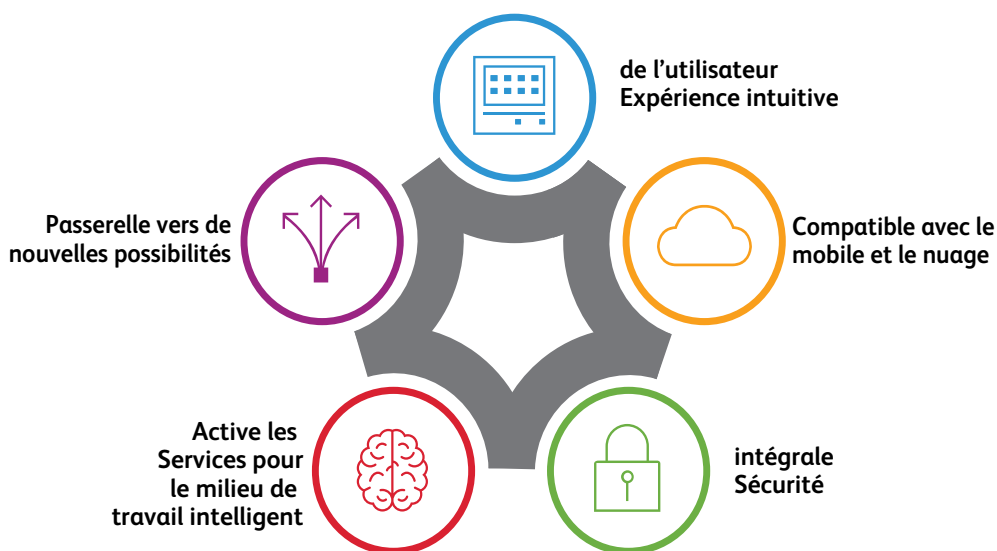 de l'utilisateur
Expérience intuitive
Passerelle vers de
nouvelles possibilités
Compatible avec le
mobile et le nuage
Active les
Services pour
le milieu de
travail intelligent
intégrale
Sécurité